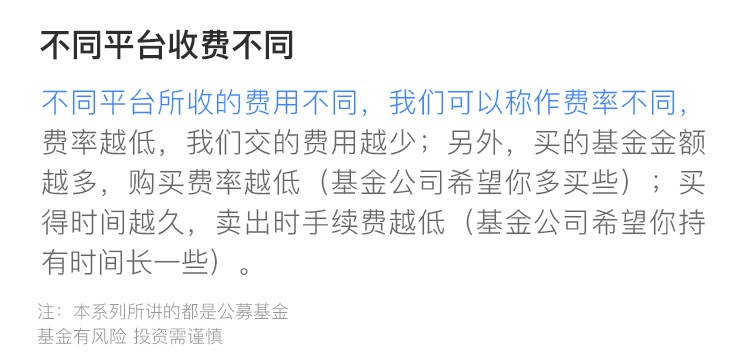 不同平台收费不同
不同平台所收的费用不同，我们可以称作费率不同，
费率越低，我们交的费用越少；另外，买的基金金额
越多，购买费率越低（基金公司希望你多买些）；买
得时间越久，卖出时手续费越低（基金公司希望你持
有时间长一些）。
注：本系列所讲的都是公募基金
基金有风险 投资需谨慎